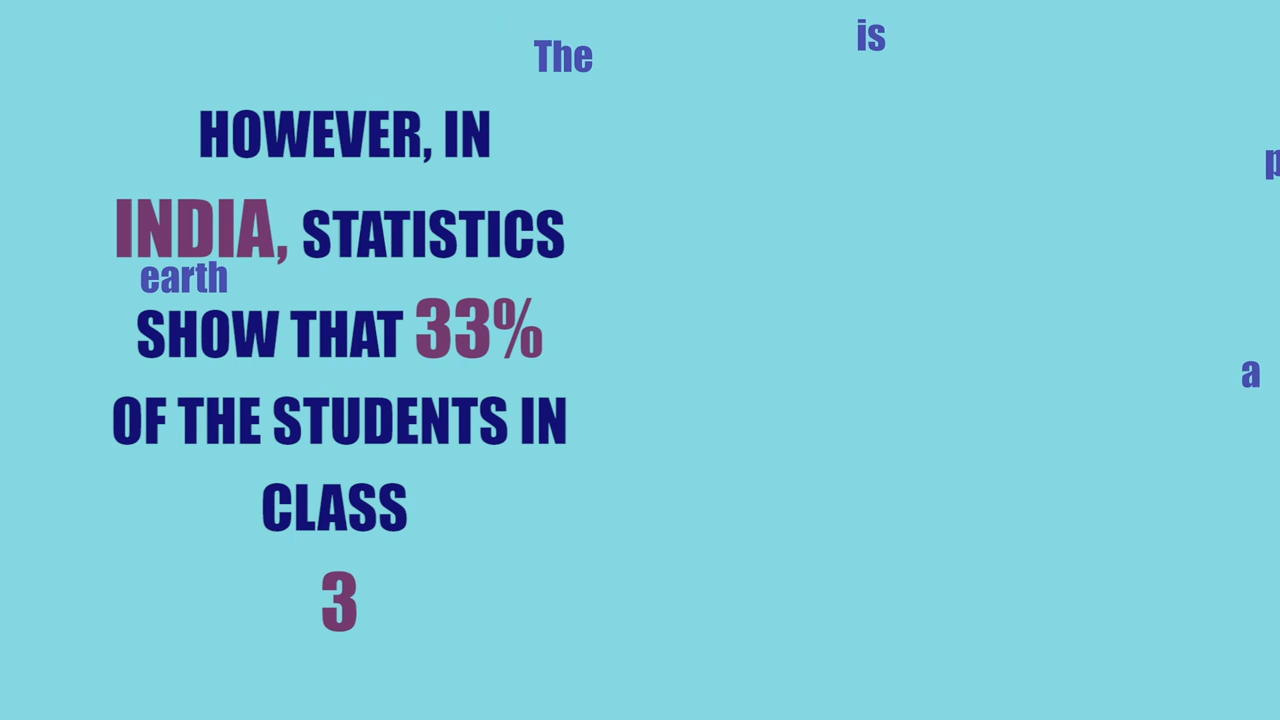 The
is
HOWEVER, IN
INDIA, STATISTICS
earth
SHOW THAT 33%
a
OF THE STUDENTS IN
CLASS
3